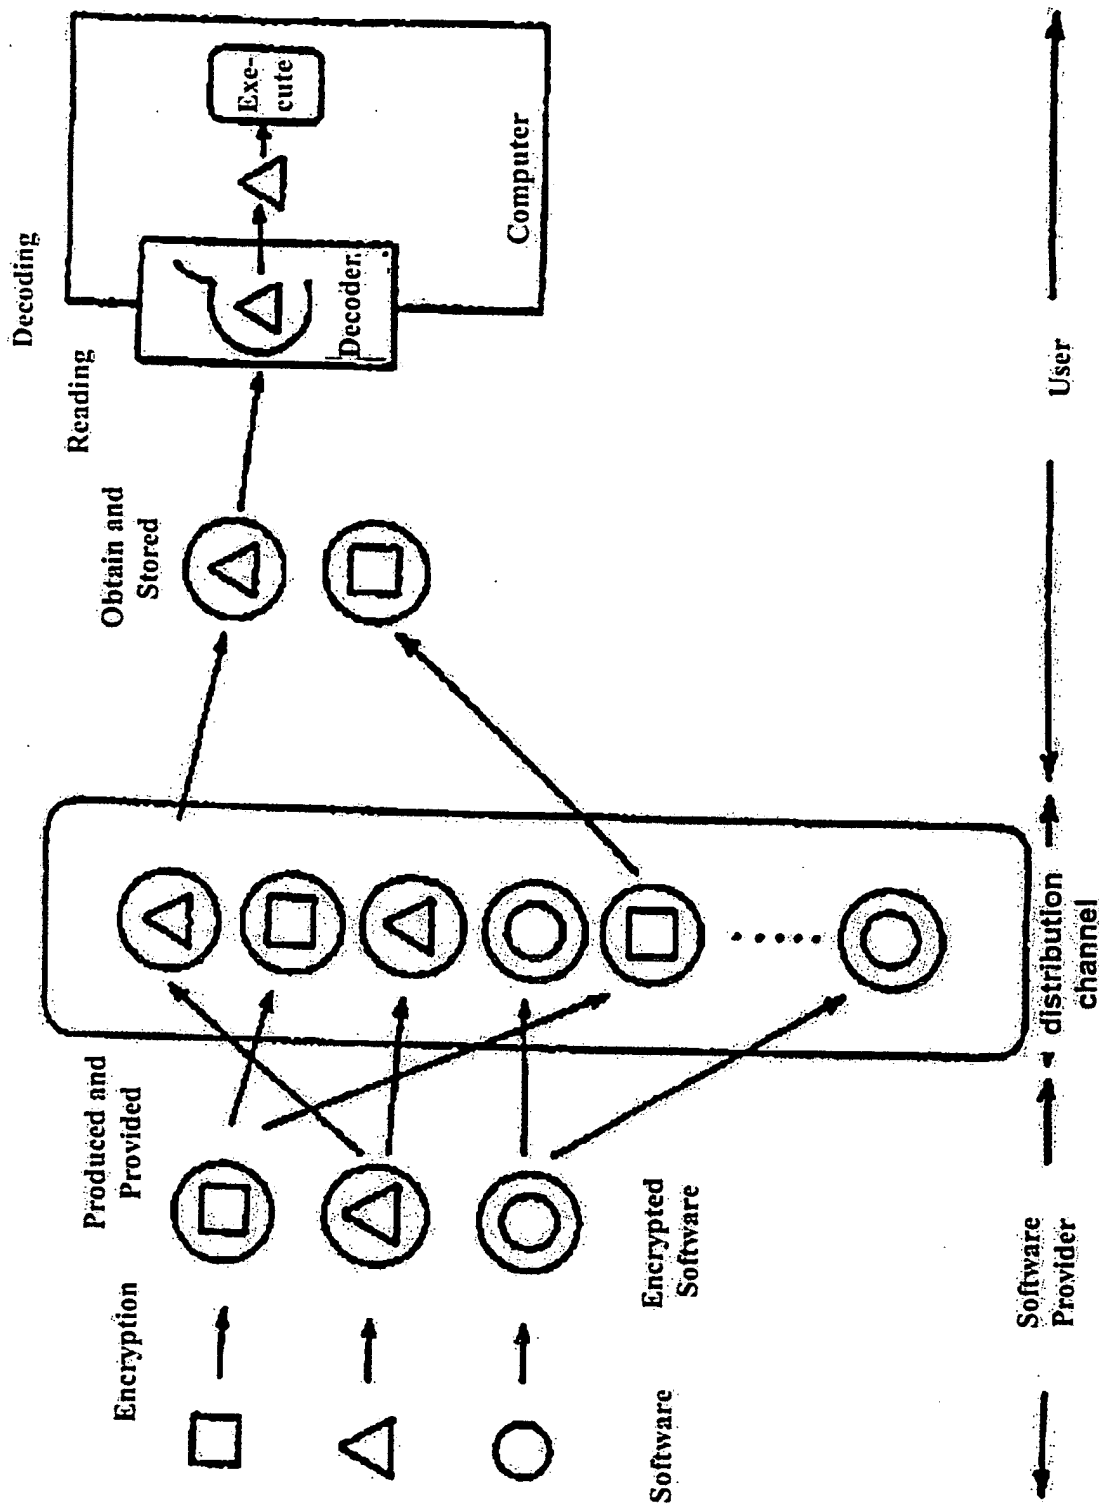 Encryption
Produced and
Provided
Obtain and
Stored
Reading
Decoding
Exe-
cute
Decoder
Computer
Software
Encrypted
Software
Software
Provider
distribution
channel
User